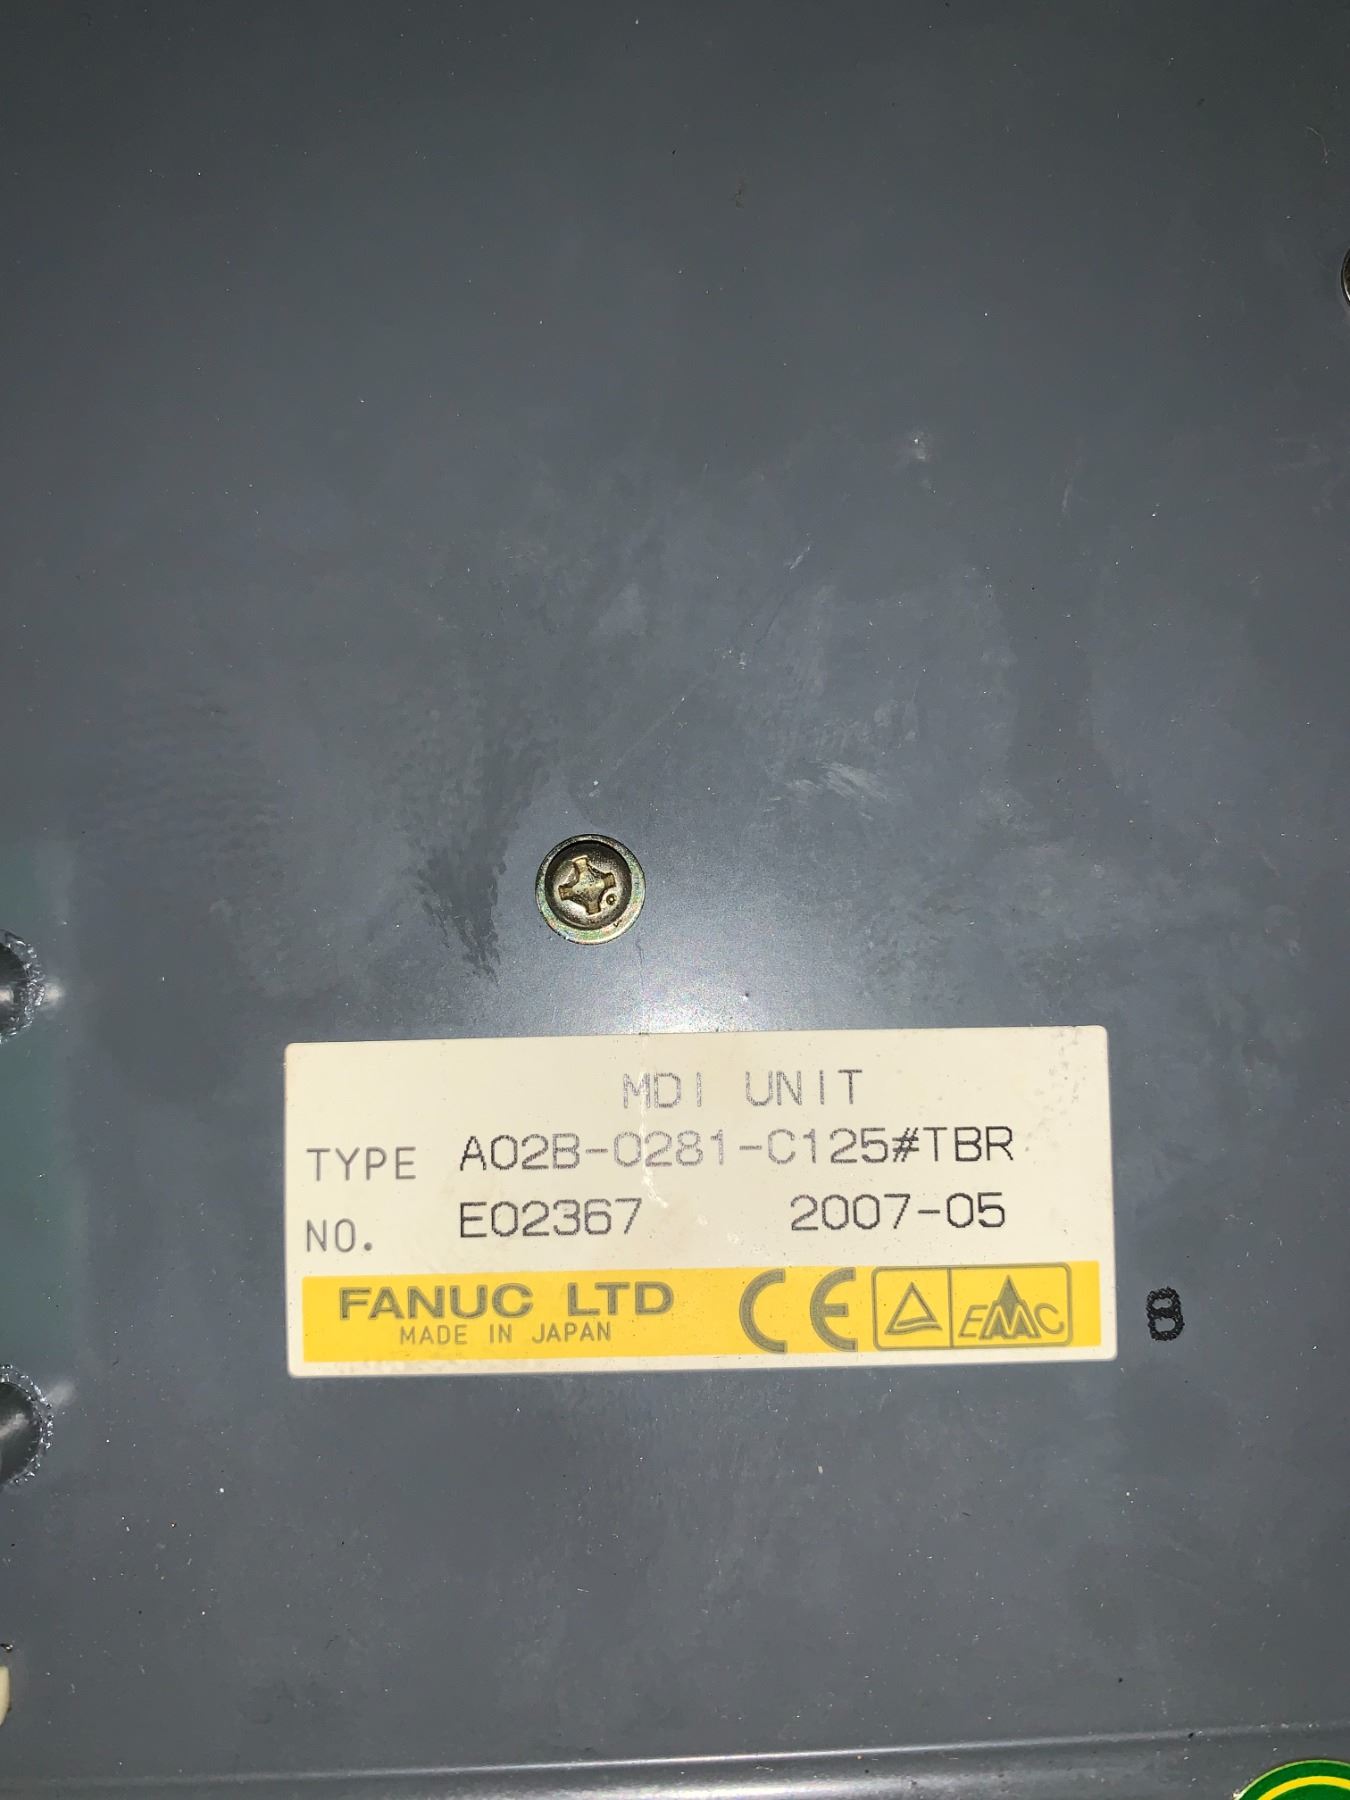 MDI UNIT
TYPE A02B-0281-C125#TBR
NO. E02367 2007-05
FANUC LTD CE EMC
MADE IN JAPAN
8